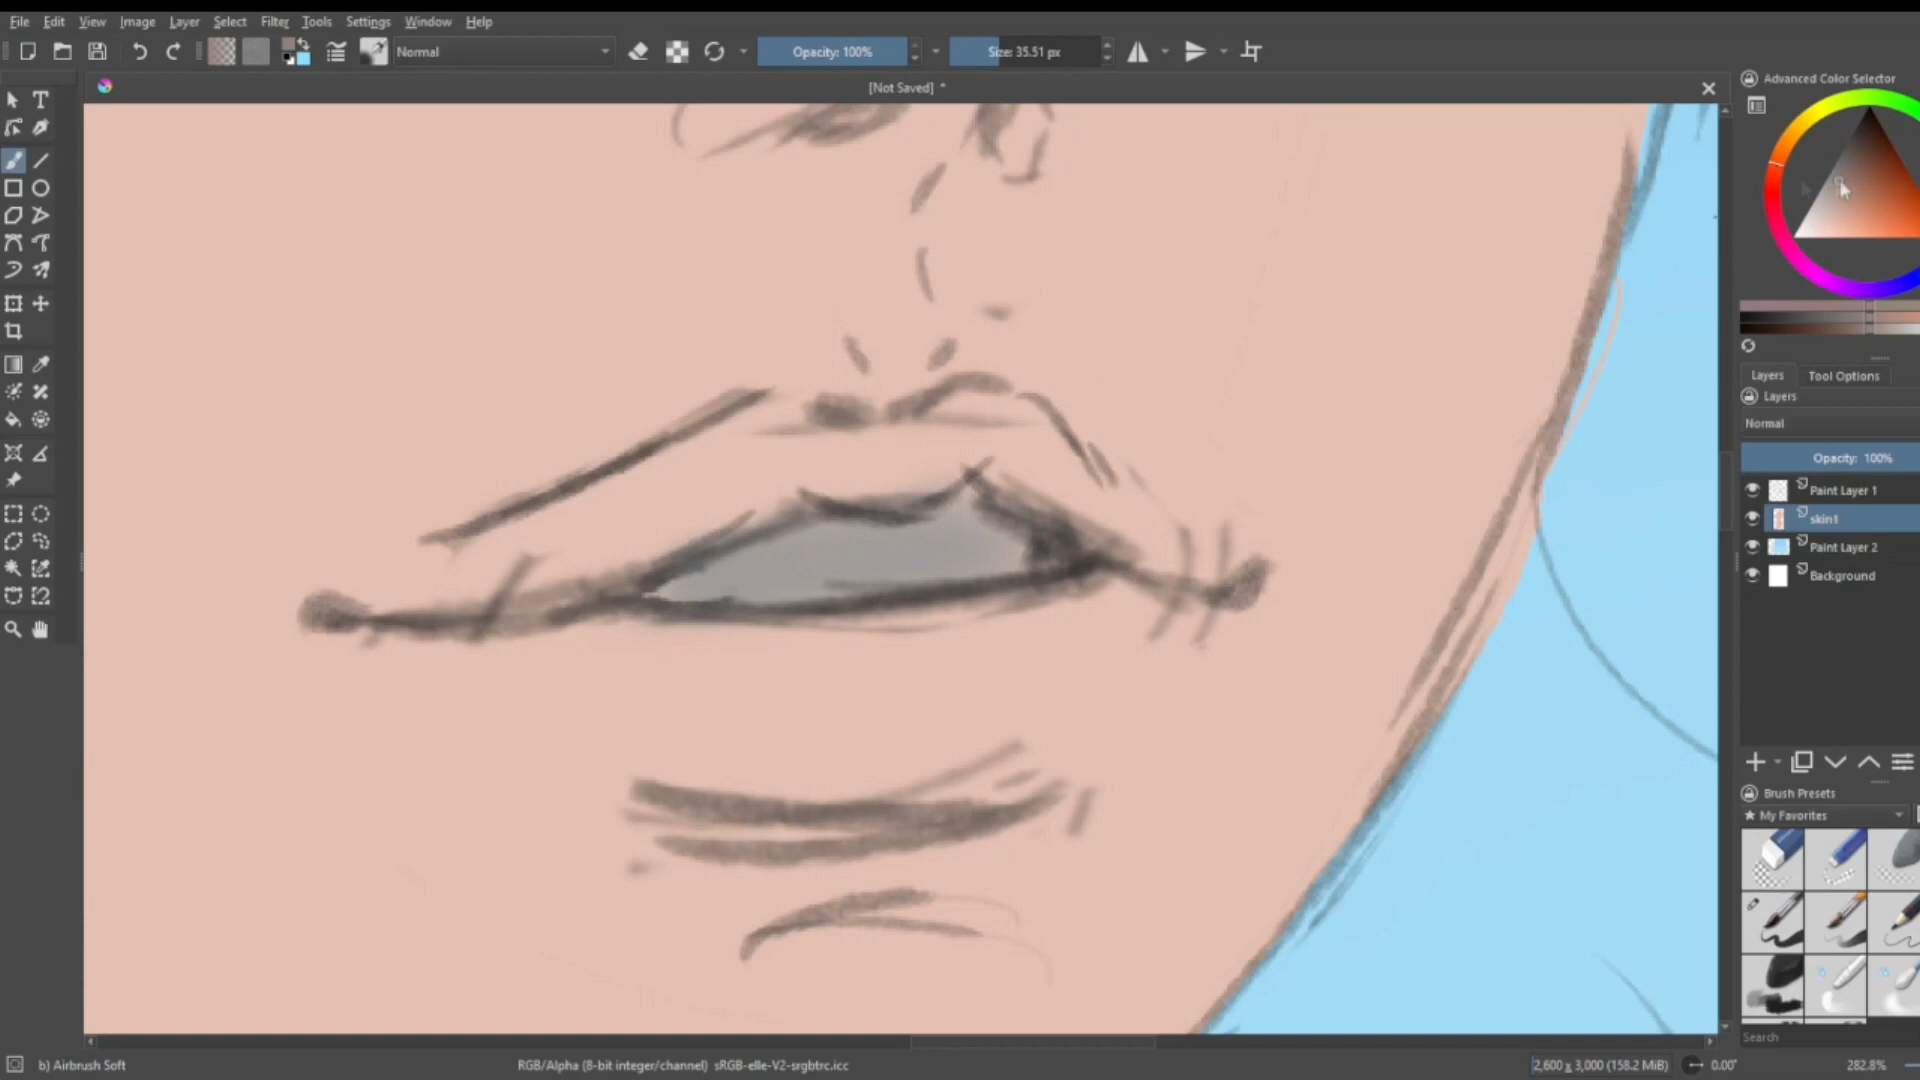 File Edit View Image Layer Select Filter Tools Settings Window Help
Normal Opacity: 100% Size: 35.51 px
[Not Saved] *
Advanced Color Selector
Layers Tool Options
Layers
Normal
Opacity: 100%
Paint Layer 1
skin1
Paint Layer 2
Background
Brush Presets
★ My Favorites
Search
b) Airbrush Soft RGB/Alpha (8-bit integer/channel) sRGB-elle-V2-srgbtrc.icc 2,600 x 3,000 (158.2 MiB) 0.00° 282.8%